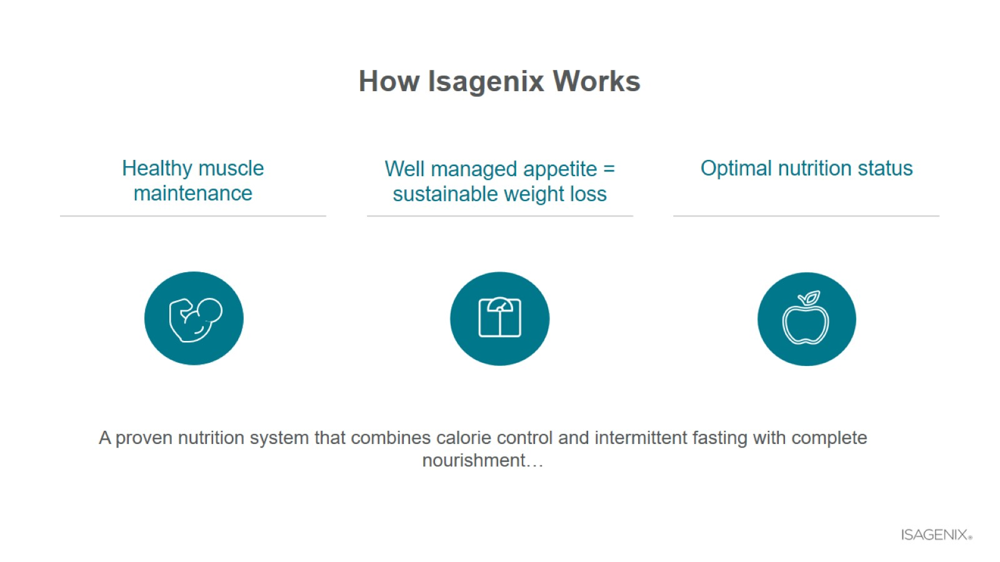 How Isagenix Works
Healthy muscle
maintenance
Well managed appetite =
sustainable weight loss
Optimal nutrition status
A proven nutrition system that combines calorie control and intermittent fasting with complete
nourishment…
ISAGENIX®